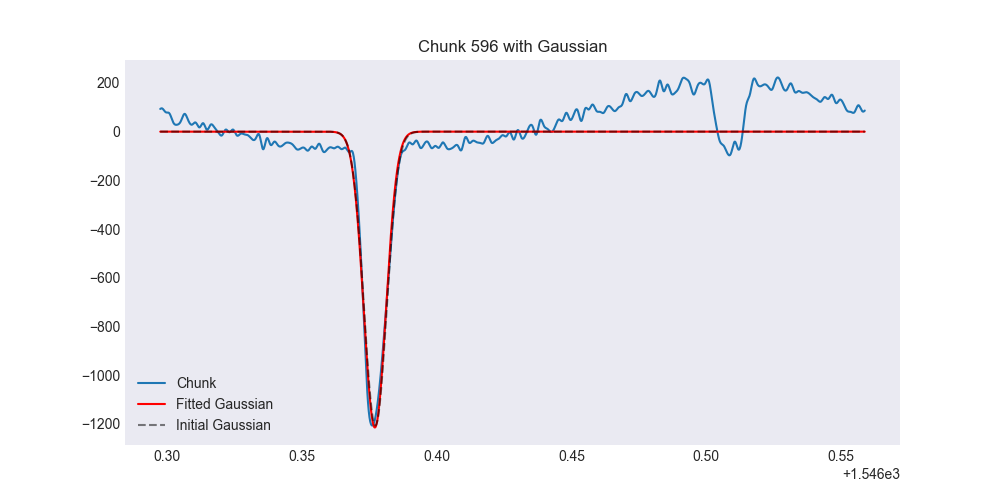 Chunk 596 with Gaussian
200
0
−200
−400
−600
−800
−1000
−1200
Chunk
Fitted Gaussian
Initial Gaussian
0.30 0.35 0.40 0.45 0.50 0.55
+1.546e3